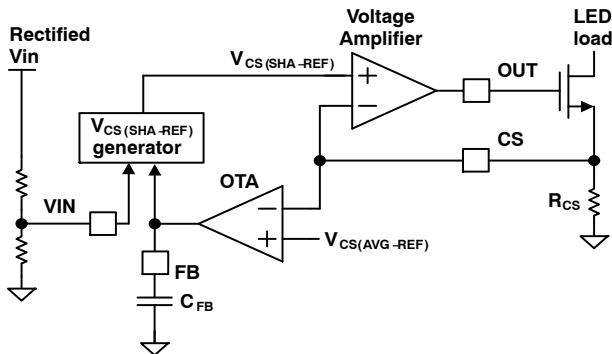 Rectified
Vin
Voltage
Amplifier
LED
load
VCS(SHA-REF)
OUT
+
−
VCS(SHA-REF)
generator
CS
VIN
OTA
−
+
RCS
VCS(AVG-REF)
FB
CFB